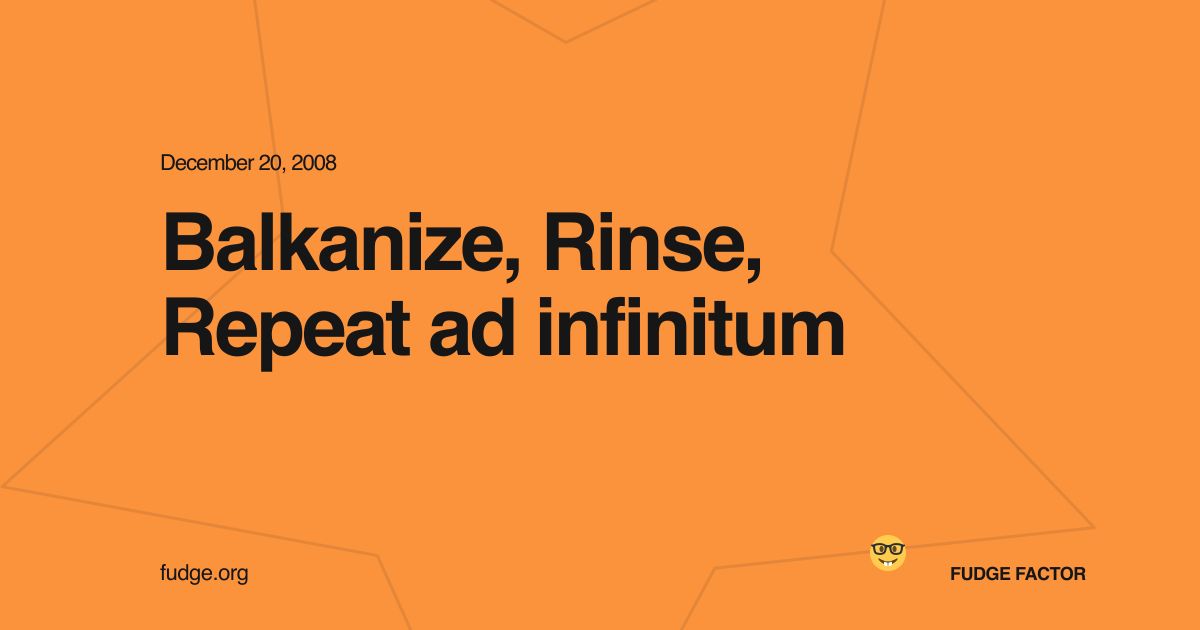 December 20, 2008
Balkanize, Rinse,
Repeat ad infinitum
fudge.org
FUDGE FACTOR